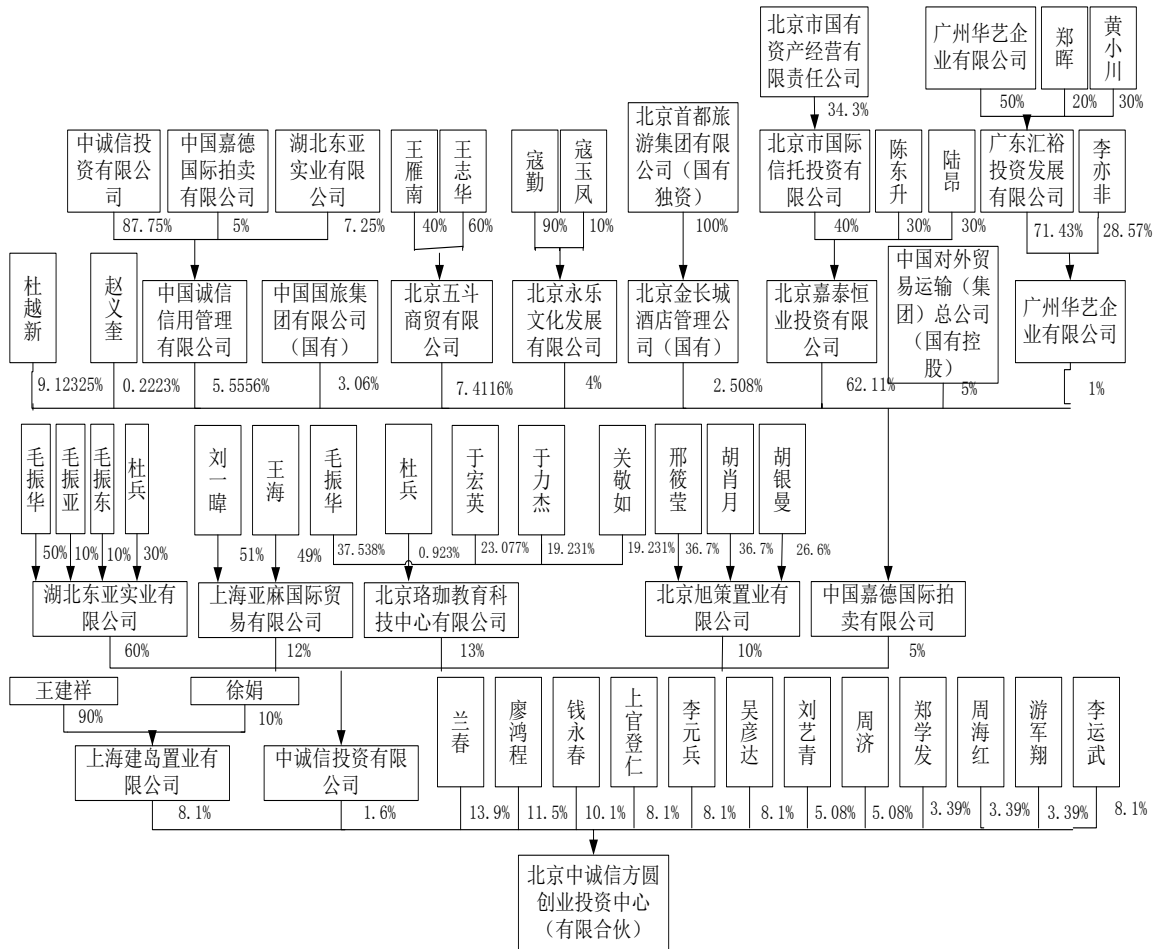 北京市国有
资产经营有
限责任公司
广州华艺企
业有限公司
郑晖
黄小川
34.3%
50%
20%
30%
中诚信投
资有限公
司
中国嘉德
国际拍卖
有限公司
湖北东亚
实业有限
公司
王雁南
王志华
寇勤
寇玉凤
北京首都旅
游集团有限
公司（国有
独资）
北京市国际
信托投资有
限公司
陈东升
陆昂
广东汇裕
投资发展
有限公司
李亦非
87.75%
5%
7.25%
40%
60%
90%
10%
100%
40%
30%
30%
71.43%
28.57%
杜越新
赵义奎
中国诚信
信用管理
有限公司
中国国旅集
团有限公司
（国有）
北京五斗
商贸有限
公司
北京永乐
文化发展
有限公司
北京金长城
酒店管理公
司（国有）
北京嘉泰恒
业投资有限
公司
中国对外贸
易运输（集
团）总公司
（国有控
股）
广州华艺企
业有限公司
9.12325%
0.2223%
5.5556%
3.06%
7.4116%
4%
2.508%
62.11%
5%
1%
毛振华
毛振亚
毛振东
杜兵
刘一暐
王海
毛振华
杜兵
于宏英
于力杰
关敬如
邢筱莹
胡肖月
胡银曼
50%
10%
10%
30%
51%
49%
37.538%
0.923%
23.077%
19.231%
19.231%
36.7%
36.7%
26.6%
湖北东亚实业有
限公司
上海亚麻国际贸
易有限公司
北京珞珈教育科
技中心有限公司
北京旭策置业有
限公司
中国嘉德国际拍
卖有限公司
60%
12%
13%
10%
5%
王建祥
徐娟
90%
10%
兰春
廖鸿程
钱永春
上官登仁
李元兵
吴彦达
刘艺青
周济
郑学发
周海红
游军翔
李运武
上海建岛置业有
限公司
中诚信投资有限
公司
8.1%
1.6%
13.9%
11.5%
10.1%
8.1%
8.1%
8.1%
5.08%
5.08%
3.39%
3.39%
3.39%
8.1%
北京中诚信方圆
创业投资中心
（有限合伙）